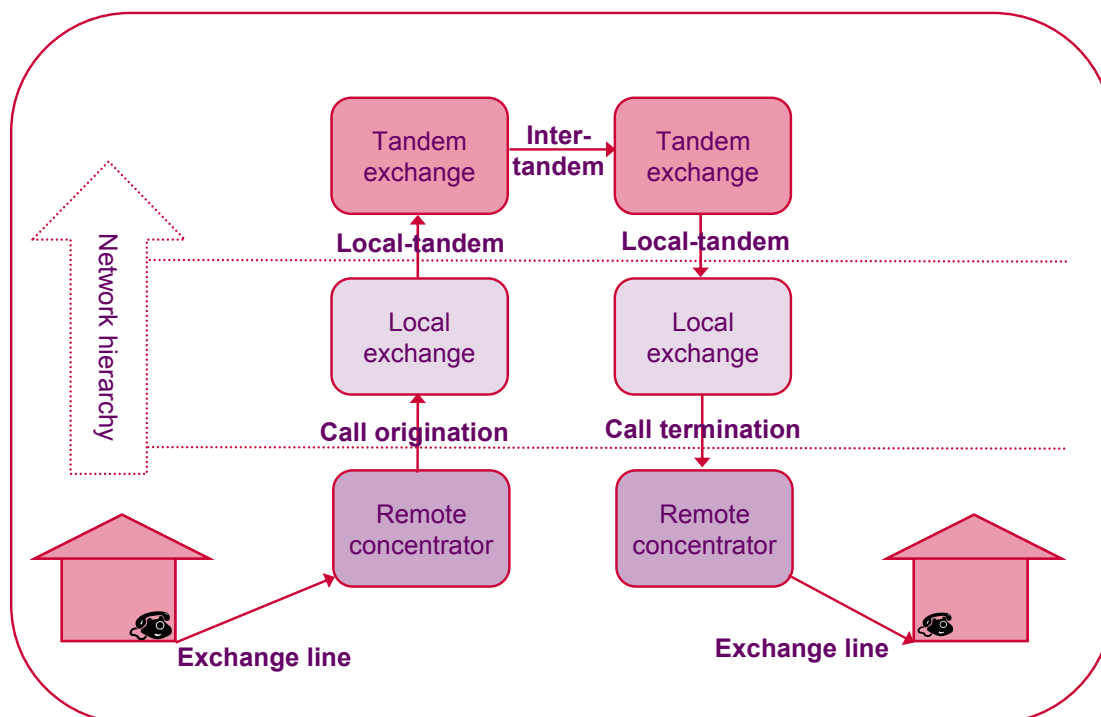 Tandem
exchange
Inter-
tandem
Tandem
exchange
Local-tandem
Local-tandem
Network hierarchy
Local
exchange
Local
exchange
Call origination
Call termination
Remote
concentrator
Remote
concentrator
Exchange line
Exchange line